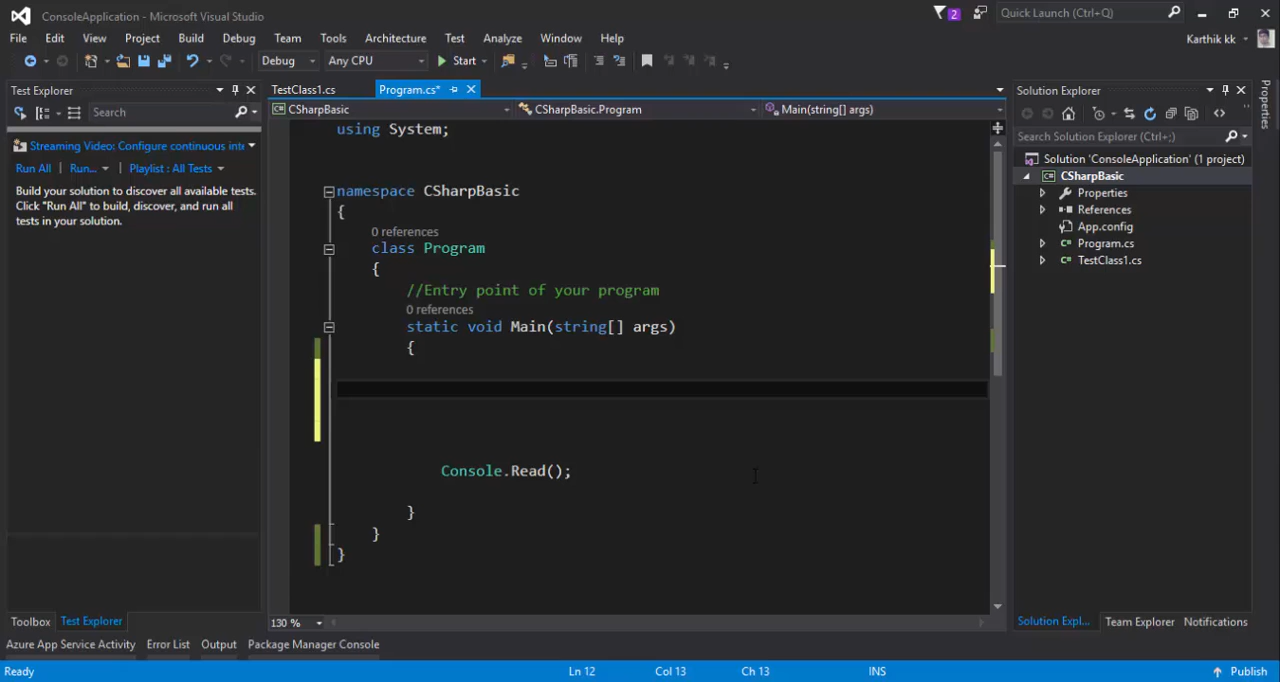 ConsoleApplication - Microsoft Visual Studio
2
Quick Launch (Ctrl+Q)
File Edit View Project Build Debug Team Tools Architecture Test Analyze Window Help
Karthik kk
Debug Any CPU Start
Test Explorer
Search
Streaming Video: Configure continuous inte
Run All Run... Playlist : All Tests
Build your solution to discover all available tests.
Click "Run All" to build, discover, and run all
tests in your solution.
Toolbox Test Explorer
TestClass1.cs Program.cs*
CSharpBasic CSharpBasic.Program Main(string[] args)
using System;
namespace CSharpBasic
{
0 references
class Program
{
//Entry point of your program
0 references
static void Main(string[] args)
{
Console.Read();
}
}
}
130 %
Solution Explorer
Search Solution Explorer (Ctrl+;)
Solution 'ConsoleApplication' (1 project)
CSharpBasic
Properties
References
App.config
Program.cs
TestClass1.cs
Solution Expl... Team Explorer Notifications
Properties
Azure App Service Activity Error List Output Package Manager Console
Ready Ln 12 Col 13 Ch 13 INS Publish